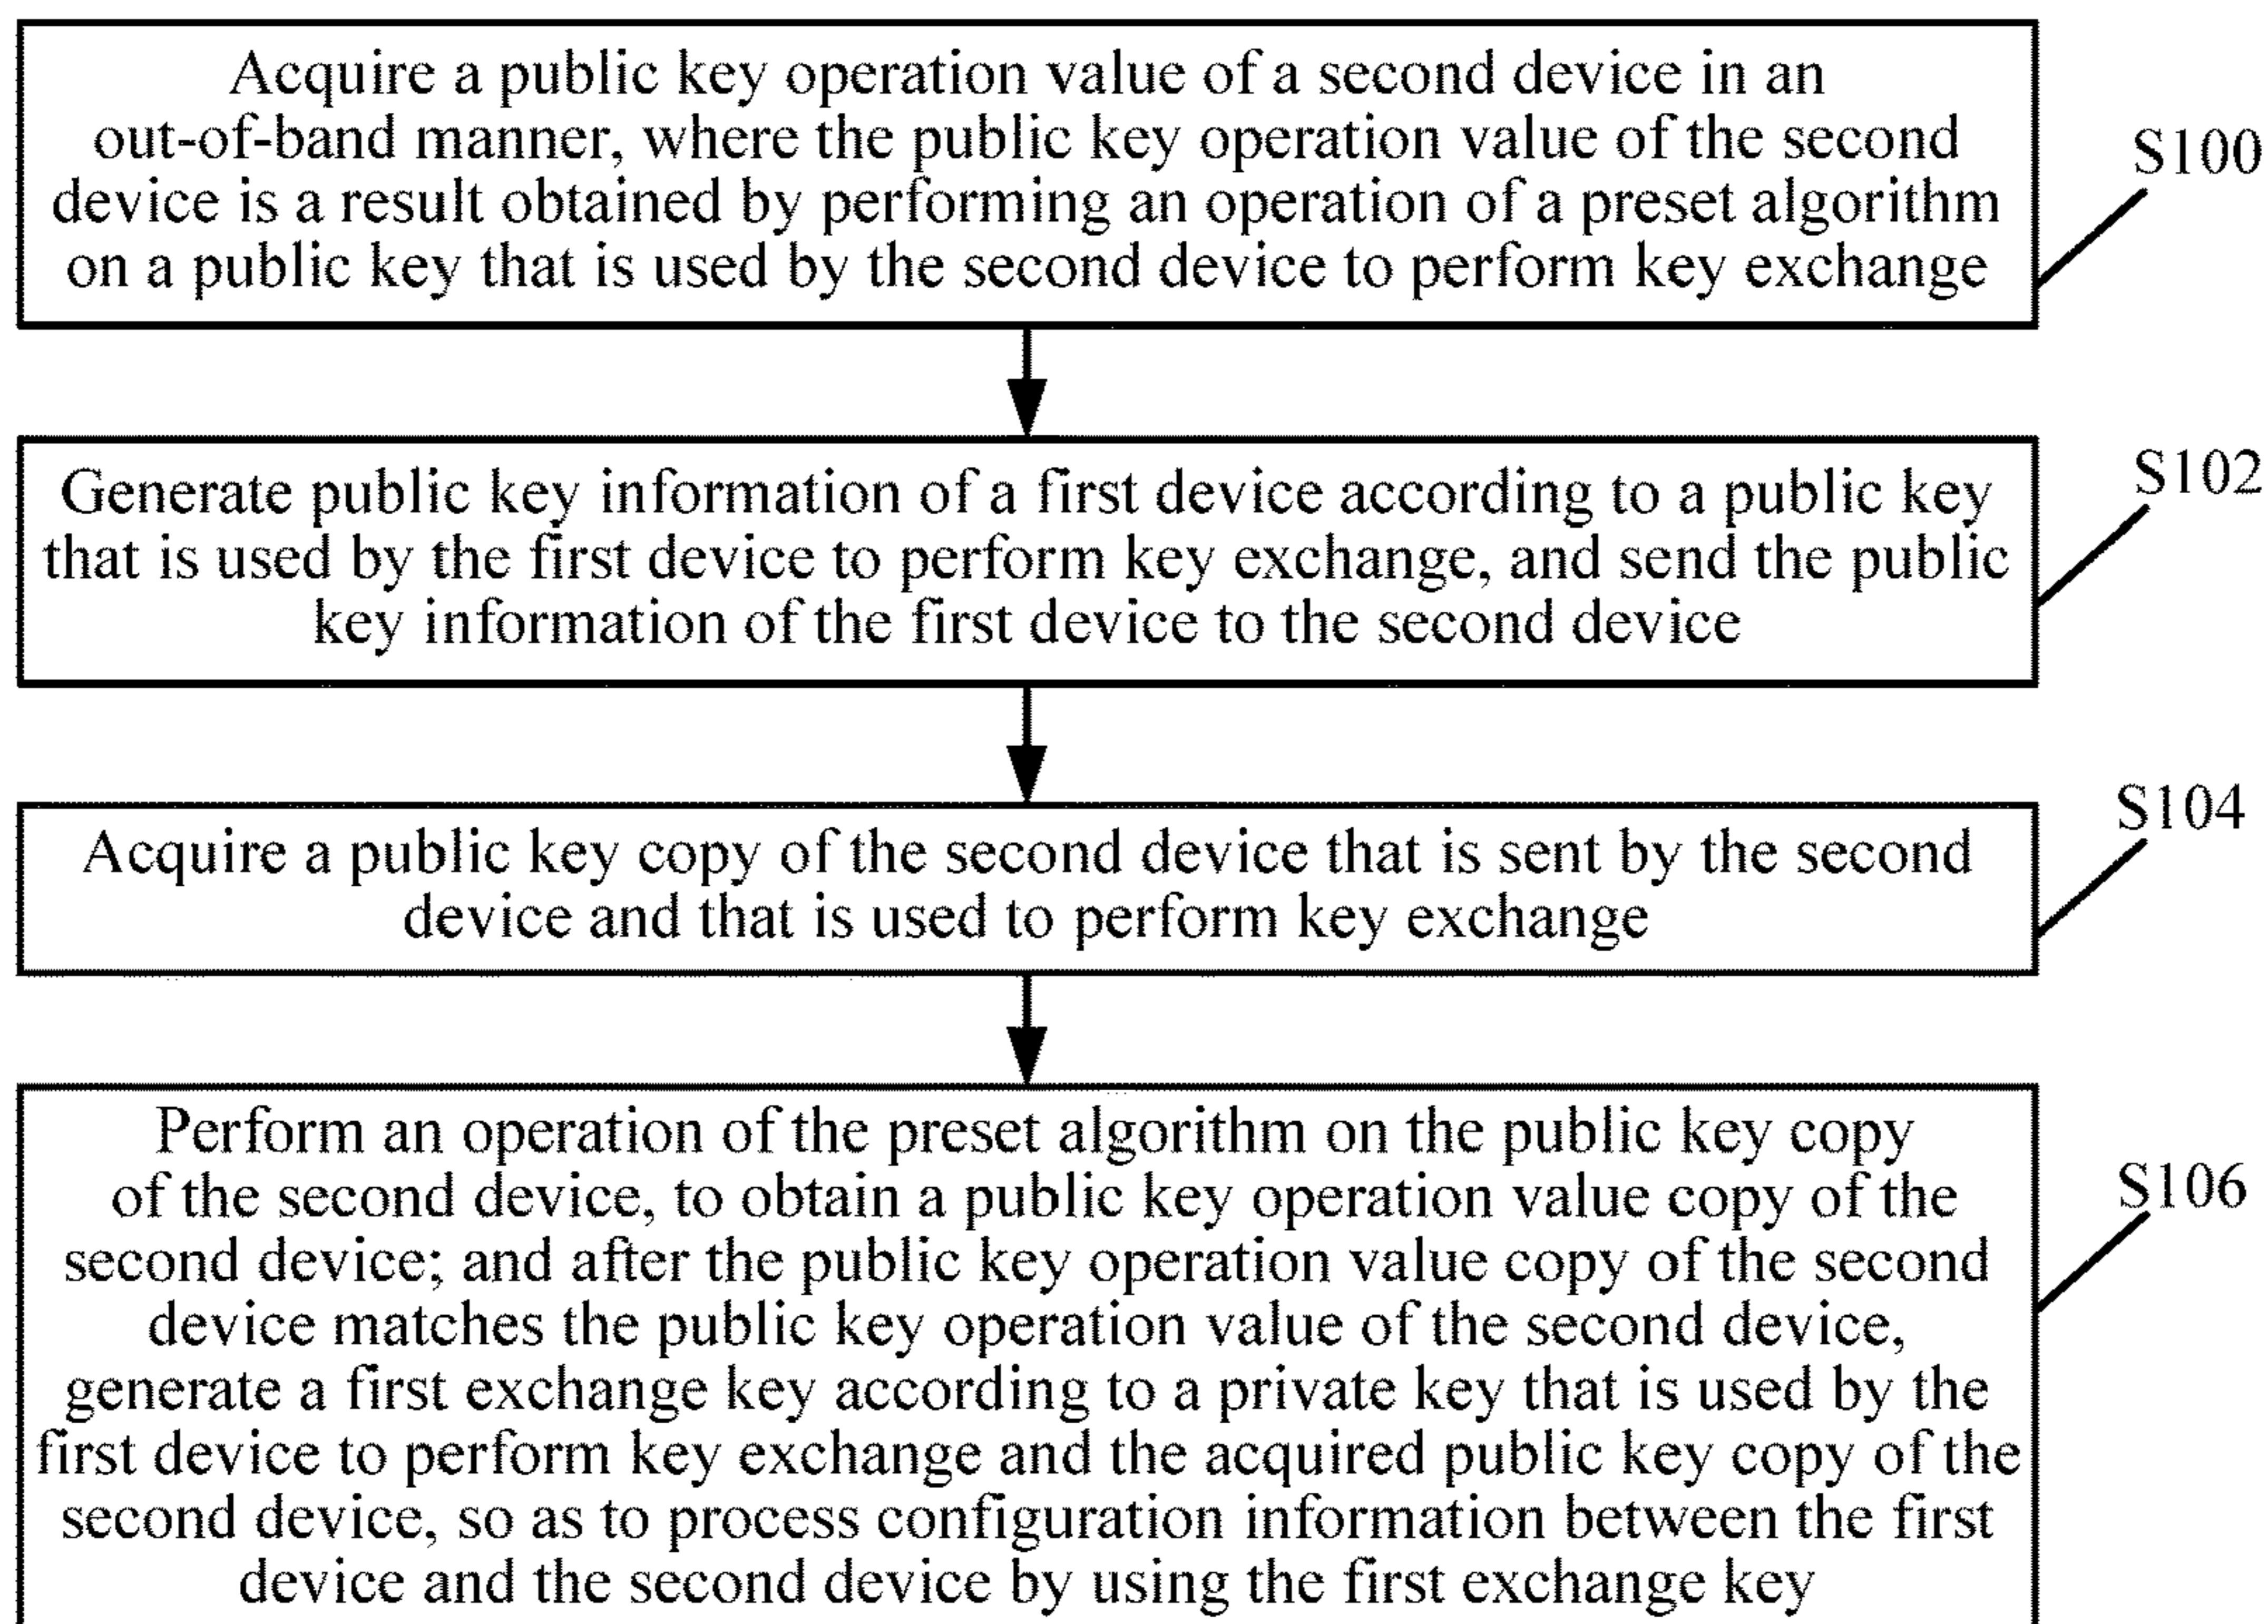 Acquire a public key operation value of a second device in an
out-of-band manner, where the public key operation value of the second
device is a result obtained by performing an operation of a preset algorithm
on a public key that is used by the second device to perform key exchange
S100
Generate public key information of a first device according to a public key
that is used by the first device to perform key exchange, and send the public
key information of the first device to the second device
S102
Acquire a public key copy of the second device that is sent by the second
device and that is used to perform key exchange
S104
Perform an operation of the preset algorithm on the public key copy
of the second device, to obtain a public key operation value copy of the
second device; and after the public key operation value copy of the second
device matches the public key operation value of the second device,
generate a first exchange key according to a private key that is used by the
first device to perform key exchange and the acquired public key copy of the
second device, so as to process configuration information between the first
device and the second device by using the first exchange key
S106